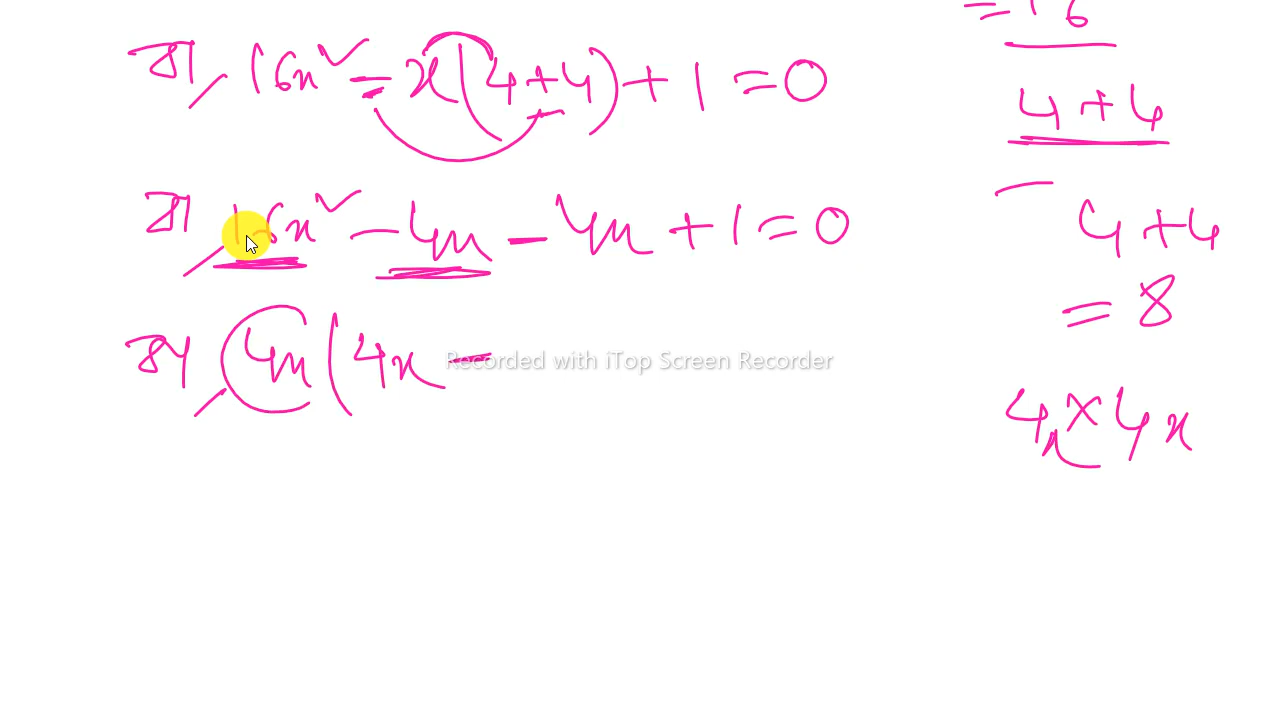 বা, 16x² - x(4+4) + 1 = 0
বা, 16x² - 4x - 4x + 1 = 0
বা, 4x(4x -
= 16
4+4
4+4
= 8
4x × 4x
Recorded with iTop Screen Recorder